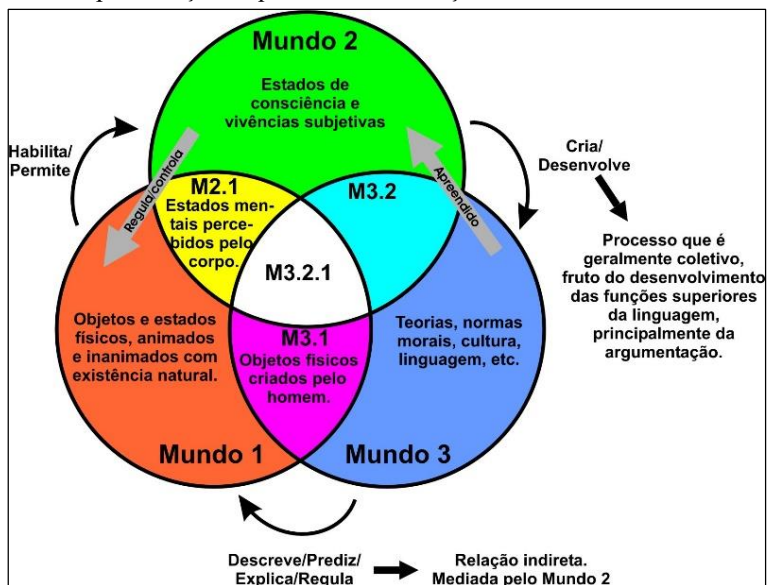 Mundo 2
Estados de
consciência e
vivências subjetivas
Habilita/
Permite
Regula/controla
Apreendido
Cria/
Desenvolve
M2.1
Estados men-
tais perce-
bidos pelo
corpo.
M3.2
M3.2.1
Processo que é
geralmente coletivo,
fruto do desenvolvimento
das funções superiores
da linguagem,
principalmente da
argumentação.
Objetos e estados
físicos, animados
e inanimados com
existência natural.
M3.1
Objetos físicos
criados pelo
homem.
Teorias, normas
morais, cultura,
linguagem, etc.
Mundo 1
Mundo 3
Descreve/Prediz/
Explica/Regula
Relação indireta.
Mediada pelo Mundo 2